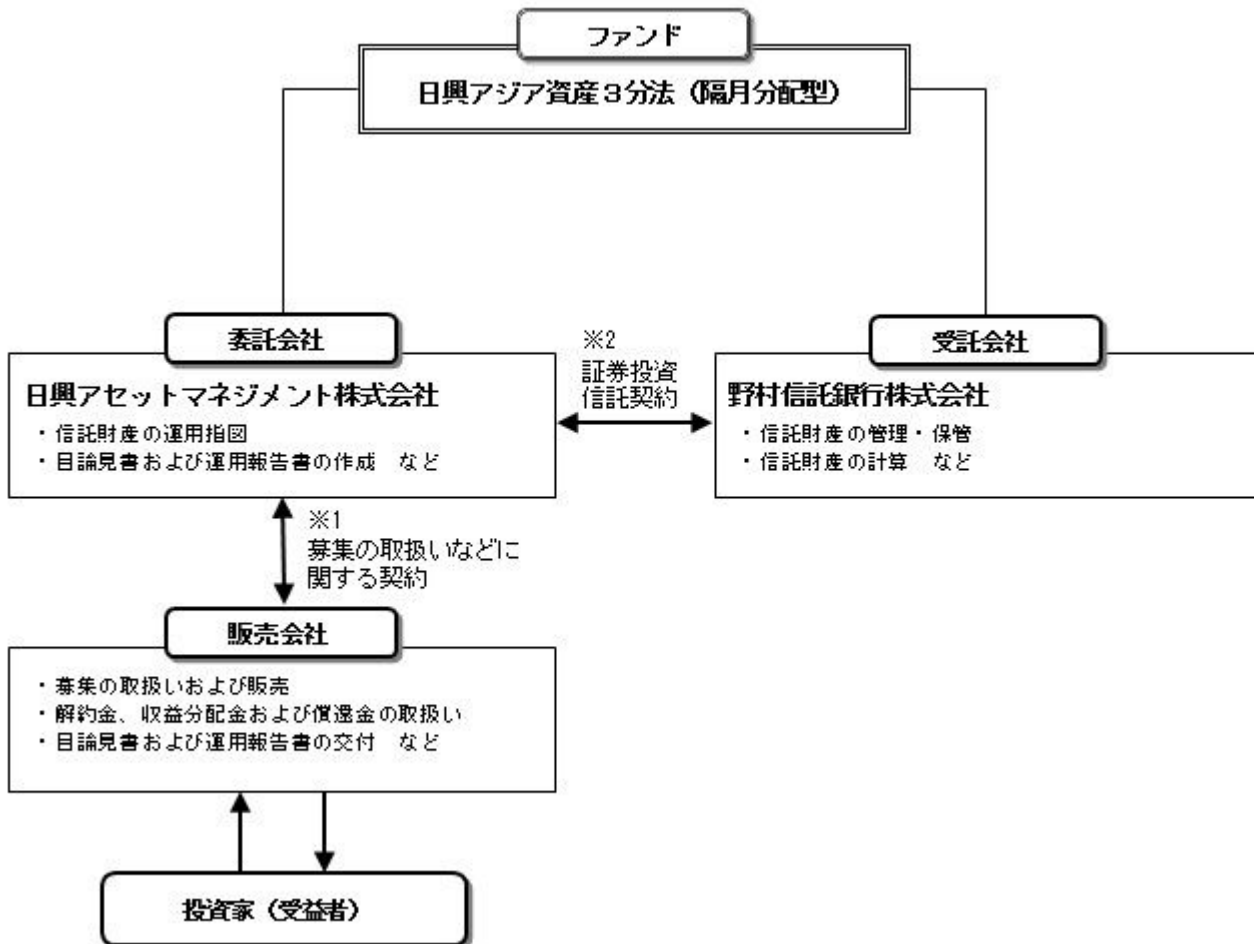 ファンド
日興アジア資産３分法（隔月分配型）
委託会社
日興アセットマネジメント株式会社
・信託財産の運用指図
・目論見書および運用報告書の作成　など
※2
証券投資
信託契約
受託会社
野村信託銀行株式会社
・信託財産の管理・保管
・信託財産の計算　など
※1
募集の取扱いなどに
関する契約
販売会社
・募集の取扱いおよび販売
・解約金、収益分配金および償還金の取扱い
・目論見書および運用報告書の交付　など
投資家（受益者）